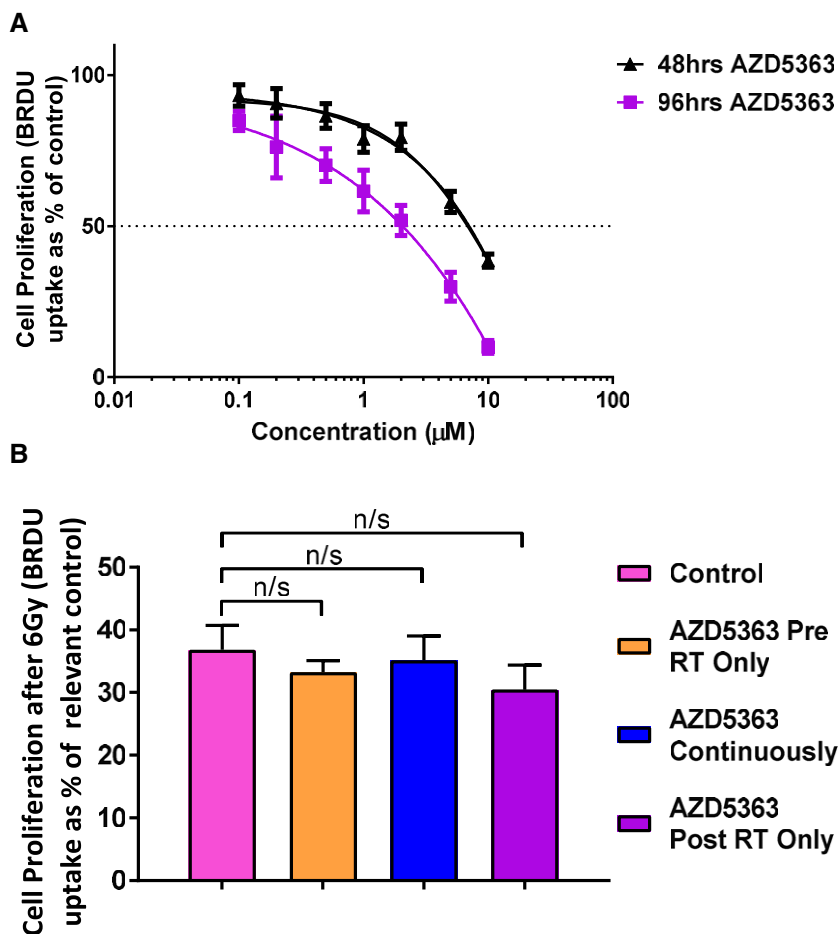 A
Cell Proliferation (BRDU
uptake as % of control)
100
50
0
0.01
0.1
1
10
100
Concentration (μM)
48hrs AZD5363
96hrs AZD5363
B
Cell Proliferation after 6Gy (BRDU
uptake as % of relevant control)
50
40
30
20
10
0
n/s
n/s
n/s
Control
AZD5363 Pre
RT Only
AZD5363
Continuously
AZD5363
Post RT Only